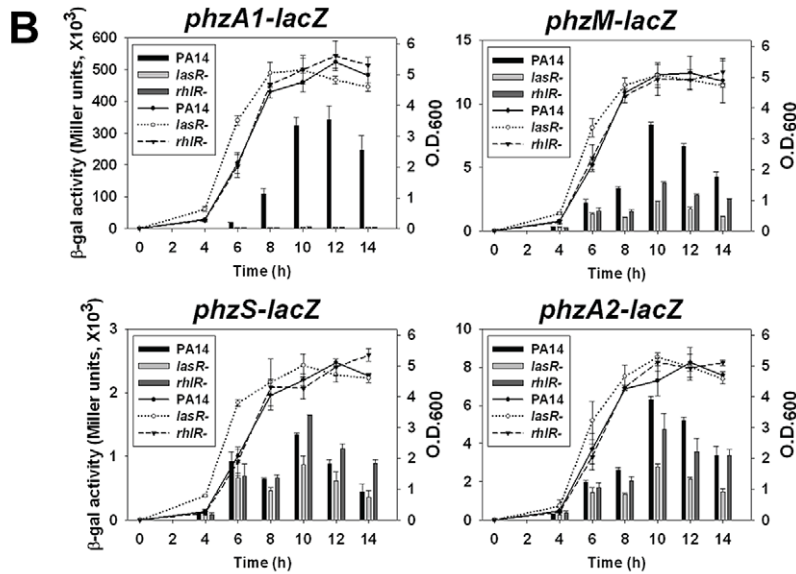 B
phzA1-lacZ
β-gal activity (Miller units, X10³)
600
500
400
300
200
100
0
PA14
lasR-
rhlR-
PA14
lasR-
rhlR-
6
5
4
3
2
1
0
O.D.600
0 2 4 6 8 10 12 14
Time (h)
phzM-lacZ
15
10
5
0
PA14
lasR-
rhlR-
PA14
lasR-
rhlR-
6
5
4
3
2
1
0
O.D.600
0 2 4 6 8 10 12 14
Time (h)
phzS-lacZ
β-gal activity (Miller units, X10³)
3
2
1
0
PA14
lasR-
rhlR-
PA14
lasR-
rhlR-
6
5
4
3
2
1
0
O.D.600
0 2 4 6 8 10 12 14
Time (h)
phzA2-lacZ
10
8
6
4
2
0
PA14
lasR-
rhlR-
PA14
lasR-
rhlR-
6
5
4
3
2
1
0
O.D.600
0 2 4 6 8 10 12 14
Time (h)